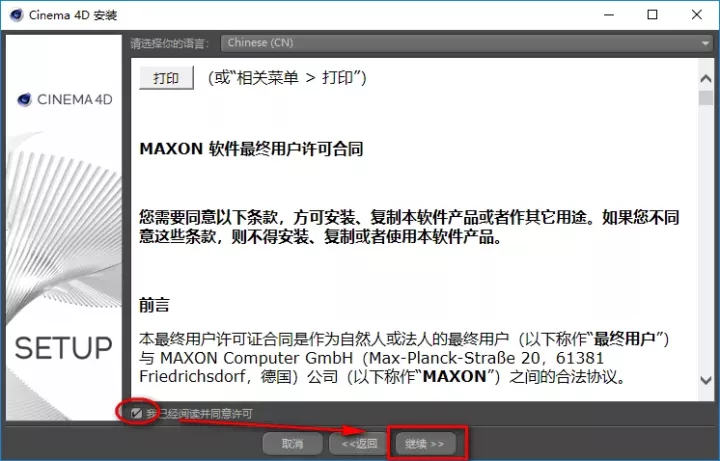 Cinema 4D 安装
请选择你的语言: Chinese (CN)
CINEMA 4D
SETUP
打印 (或“相关菜单 > 打印”)
MAXON 软件最终用户许可合同
您需要同意以下条款，方可安装、复制本软件产品或者作其它用途。如果您不同
意这些条款，则不得安装、复制或者使用本软件产品。
前言
本最终用户许可证合同是作为自然人或法人的最终用户（以下称作“最终用户”）
与 MAXON Computer GmbH（Max-Planck-Straße 20，61381
Friedrichsdorf，德国）公司（以下称作“MAXON”）之间的合法协议。
我已经阅读并同意许可
取消 <<返回 继续 >>